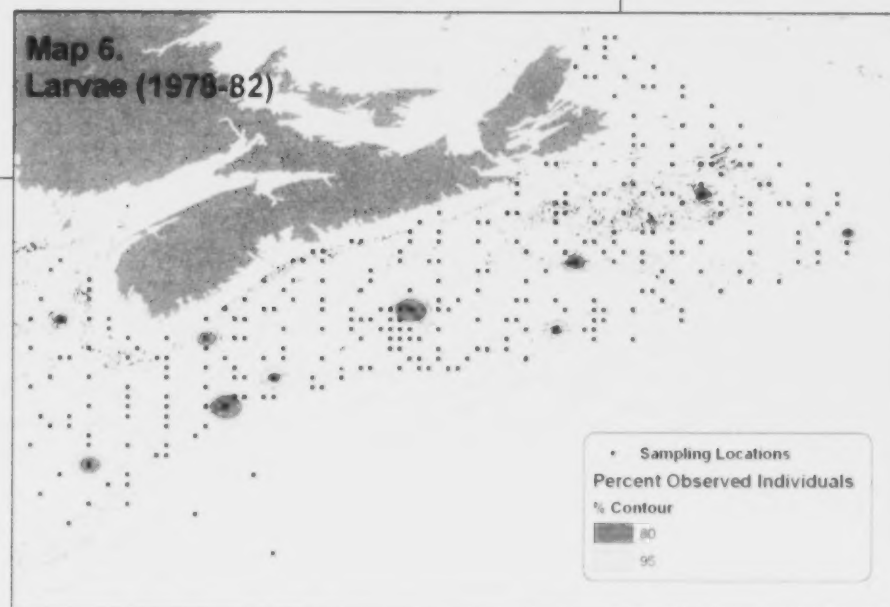 Map 6.
Larvae (1978-82)
Sampling Locations
Percent Observed Individuals
% Contour
80
95